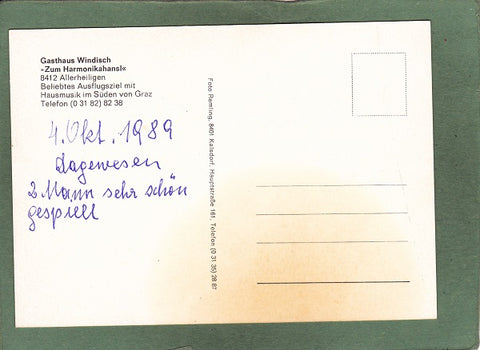 Gasthaus Windisch
»Zum Harmonikahansl«
8412 Allerheiligen
Beliebtes Ausflugsziel mit
Hausmusik im Süden von Graz
Telefon (0 31 82) 82 38
4. Okt. 1989
dagewesen
2 Mann sehr schön
gespielt
Foto Remling, 8401 Kalsdorf, Hauptstraße 161, Telefon (0 31 35) 28 87